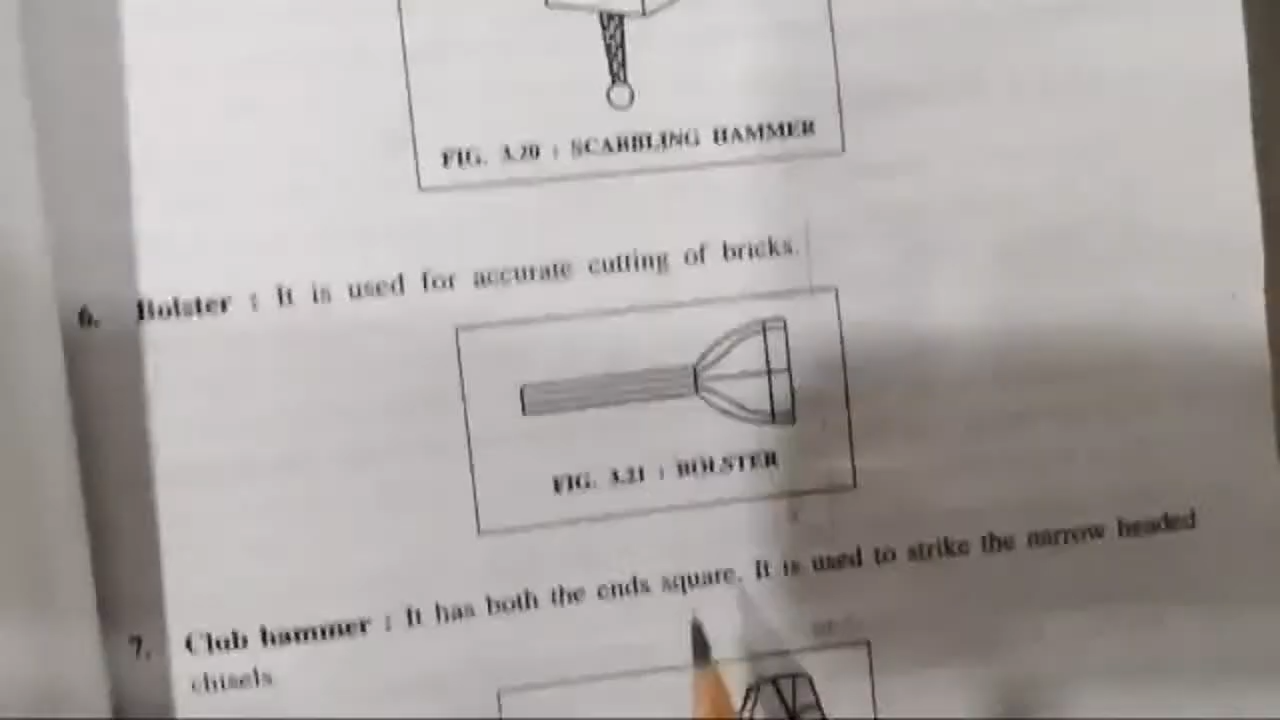 FIG. 3.20 : SCABBLING HAMMER
6. Bolster : It is used for accurate cutting of bricks.
FIG. 3.21 : BOLSTER
7. Club hammer : It has both the ends square. It is used to strike the narrow headed
chisels